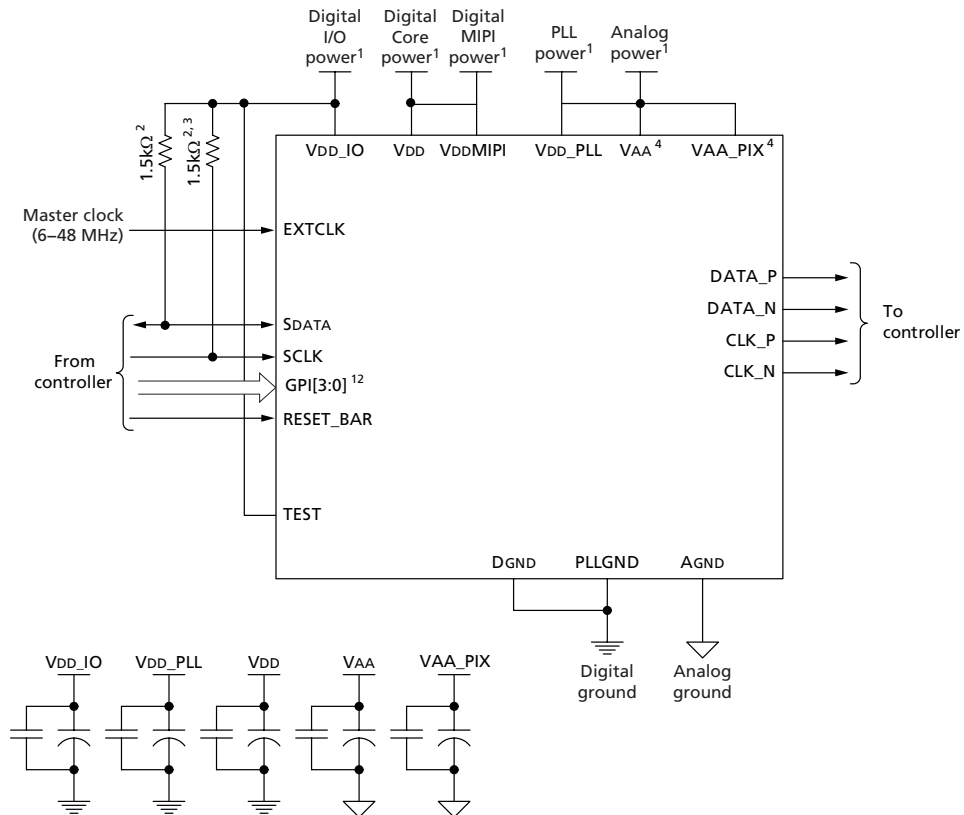 Digital
I/O
power1
Digital
Core
power1
Digital
MIPI
power1
PLL
power1
Analog
power1
1.5kΩ 2
1.5kΩ 2, 3
VDD_IO
VDD
VDDMIPI
VDD_PLL
VAA 4
VAA_PIX 4
Master clock
(6–48 MHz)
EXTCLK
DATA_P
DATA_N
CLK_P
CLK_N
To
controller
From
controller
SDATA
SCLK
GPI[3:0] 12
RESET_BAR
TEST
DGND
PLLGND
AGND
Digital
ground
Analog
ground
VDD_IO
VDD_PLL
VDD
VAA
VAA_PIX